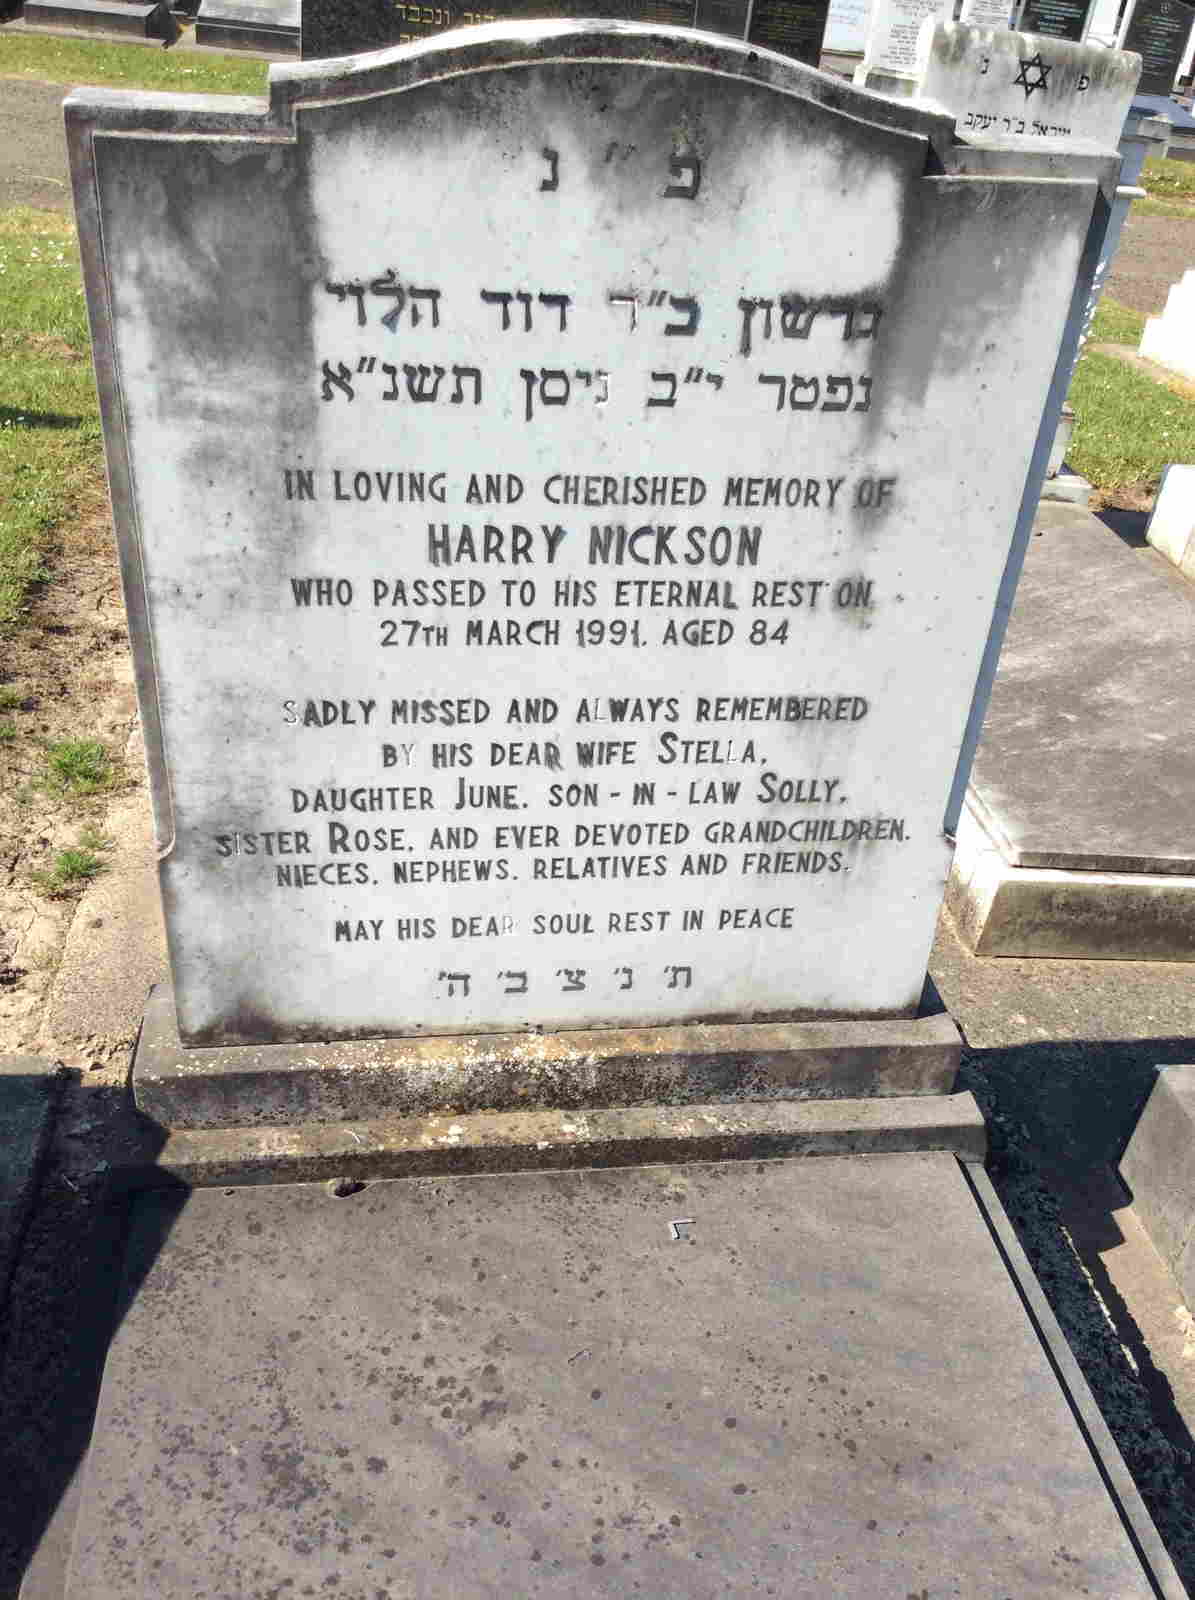 פ״נ
גרשון ב״ר דוד הלוי
נפטר י״ב ניסן תשנ״א
IN LOVING AND CHERISHED MEMORY OF
HARRY NICKSON
WHO PASSED TO HIS ETERNAL REST ON
27TH MARCH 1991. AGED 84
SADLY MISSED AND ALWAYS REMEMBERED
BY HIS DEAR WIFE STELLA,
DAUGHTER JUNE. SON-IN-LAW SOLLY,
SISTER ROSE. AND EVER DEVOTED GRANDCHILDREN.
NIECES. NEPHEWS. RELATIVES AND FRIENDS.
MAY HIS DEAR SOUL REST IN PEACE
ת׳ נ׳ צ׳ ב׳ ה׳
פ נ
ישראל ב״ר יעקב